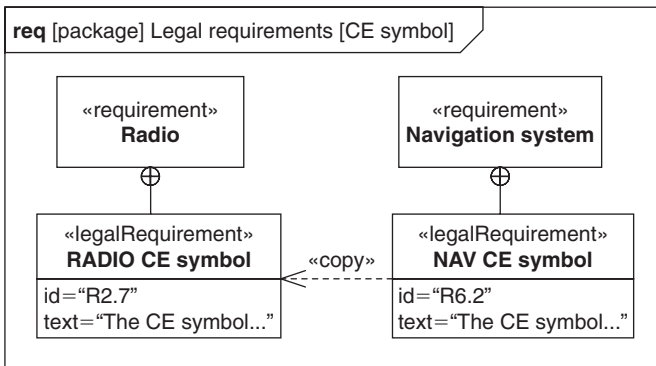 req [package] Legal requirements [CE symbol]
«requirement»
Radio
«requirement»
Navigation system
«legalRequirement»
RADIO CE symbol
id=“R2.7”
text=“The CE symbol...”
«copy»
«legalRequirement»
NAV CE symbol
id=“R6.2”
text=“The CE symbol...”